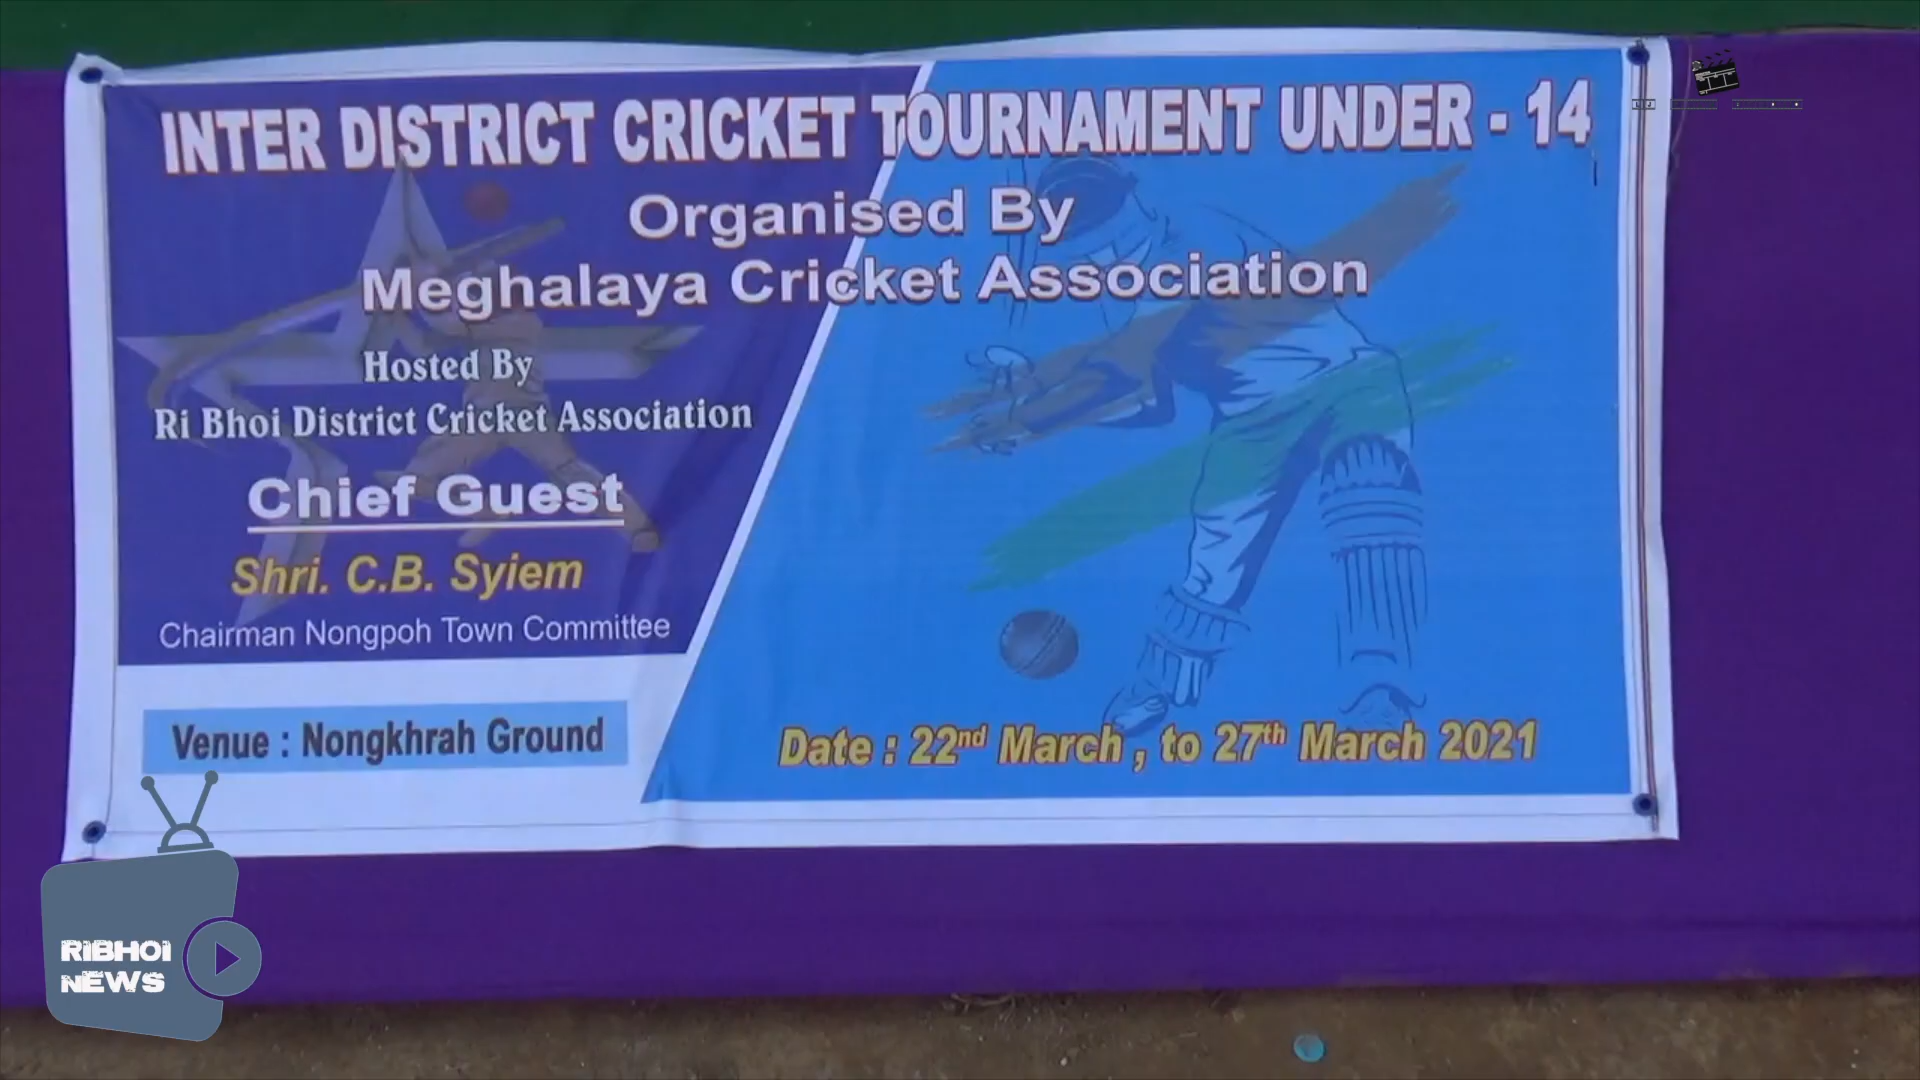 INTER DISTRICT CRICKET TOURNAMENT UNDER - 14
Organised By
Meghalaya Cricket Association
Hosted By
Ri Bhoi District Cricket Association
Chief Guest
Shri. C.B. Syiem
Chairman Nongpoh Town Committee
Venue : Nongkhrah Ground
Date : 22nd March , to 27th March 2021
RIBHOI
NEWS